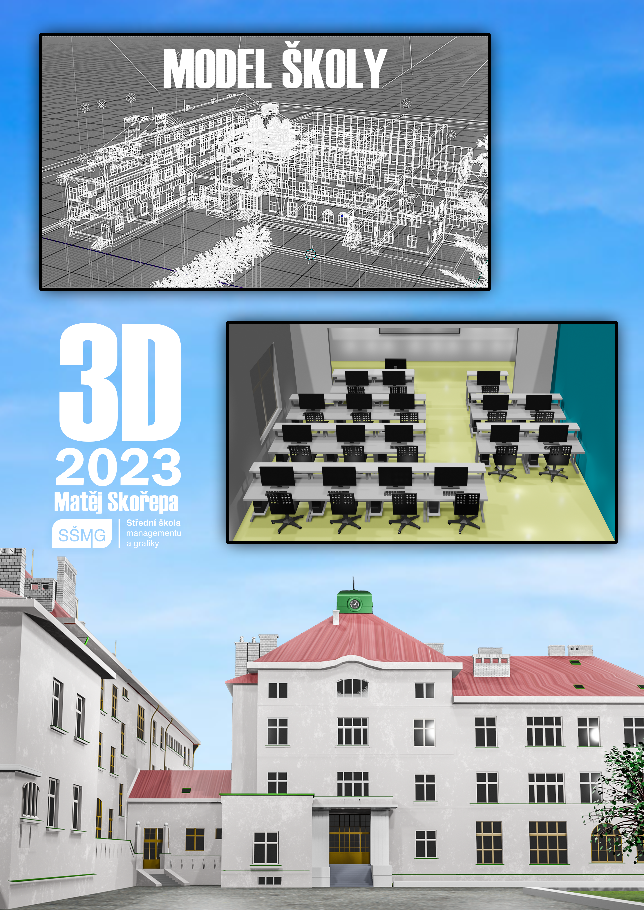 MODEL ŠKOLY
3D
2023
Matěj Skořepa
SŠMG
Střední škola
managementu
a grafiky